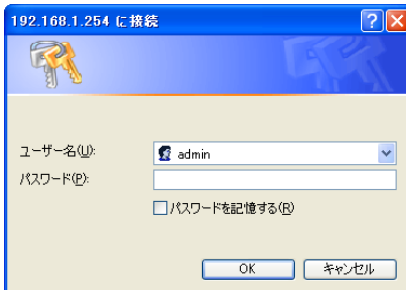 192.168.1.254 に接続
ユーザー名(U):
admin
パスワード(P):
パスワードを記憶する(R)
OK
キャンセル